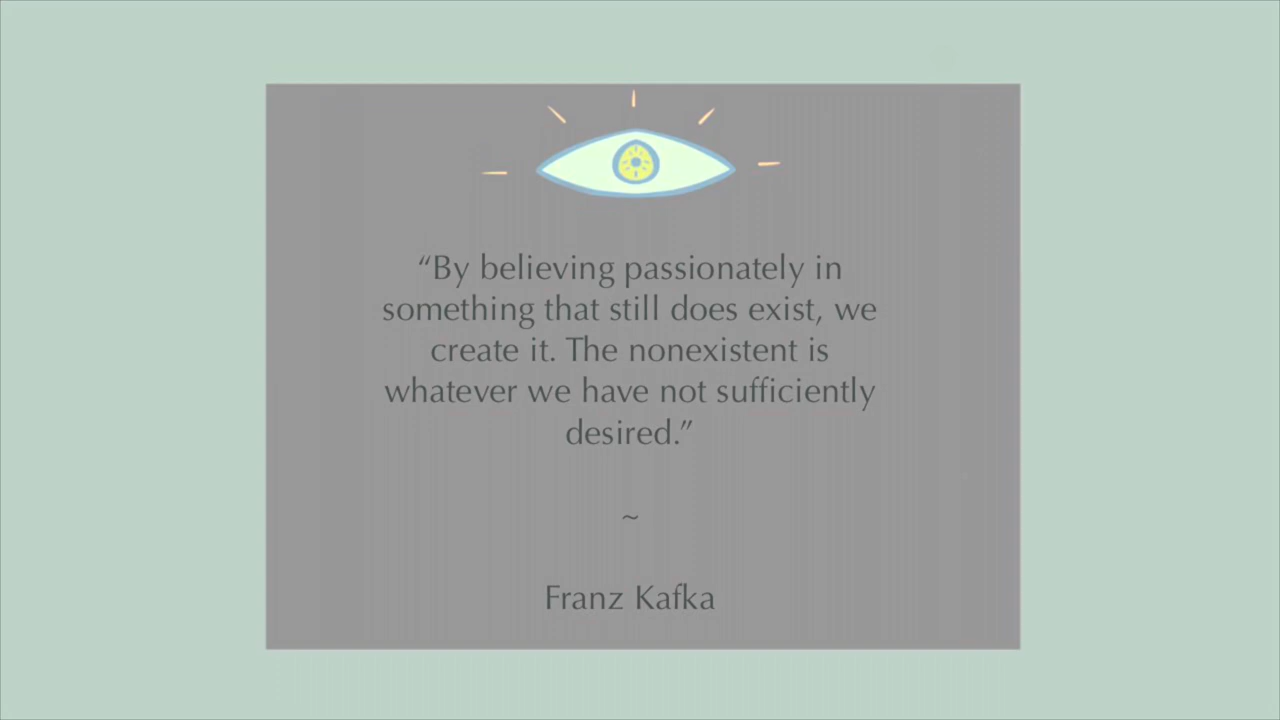 “By believing passionately in
something that still does exist, we
create it. The nonexistent is
whatever we have not sufficiently
desired.”
~
Franz Kafka